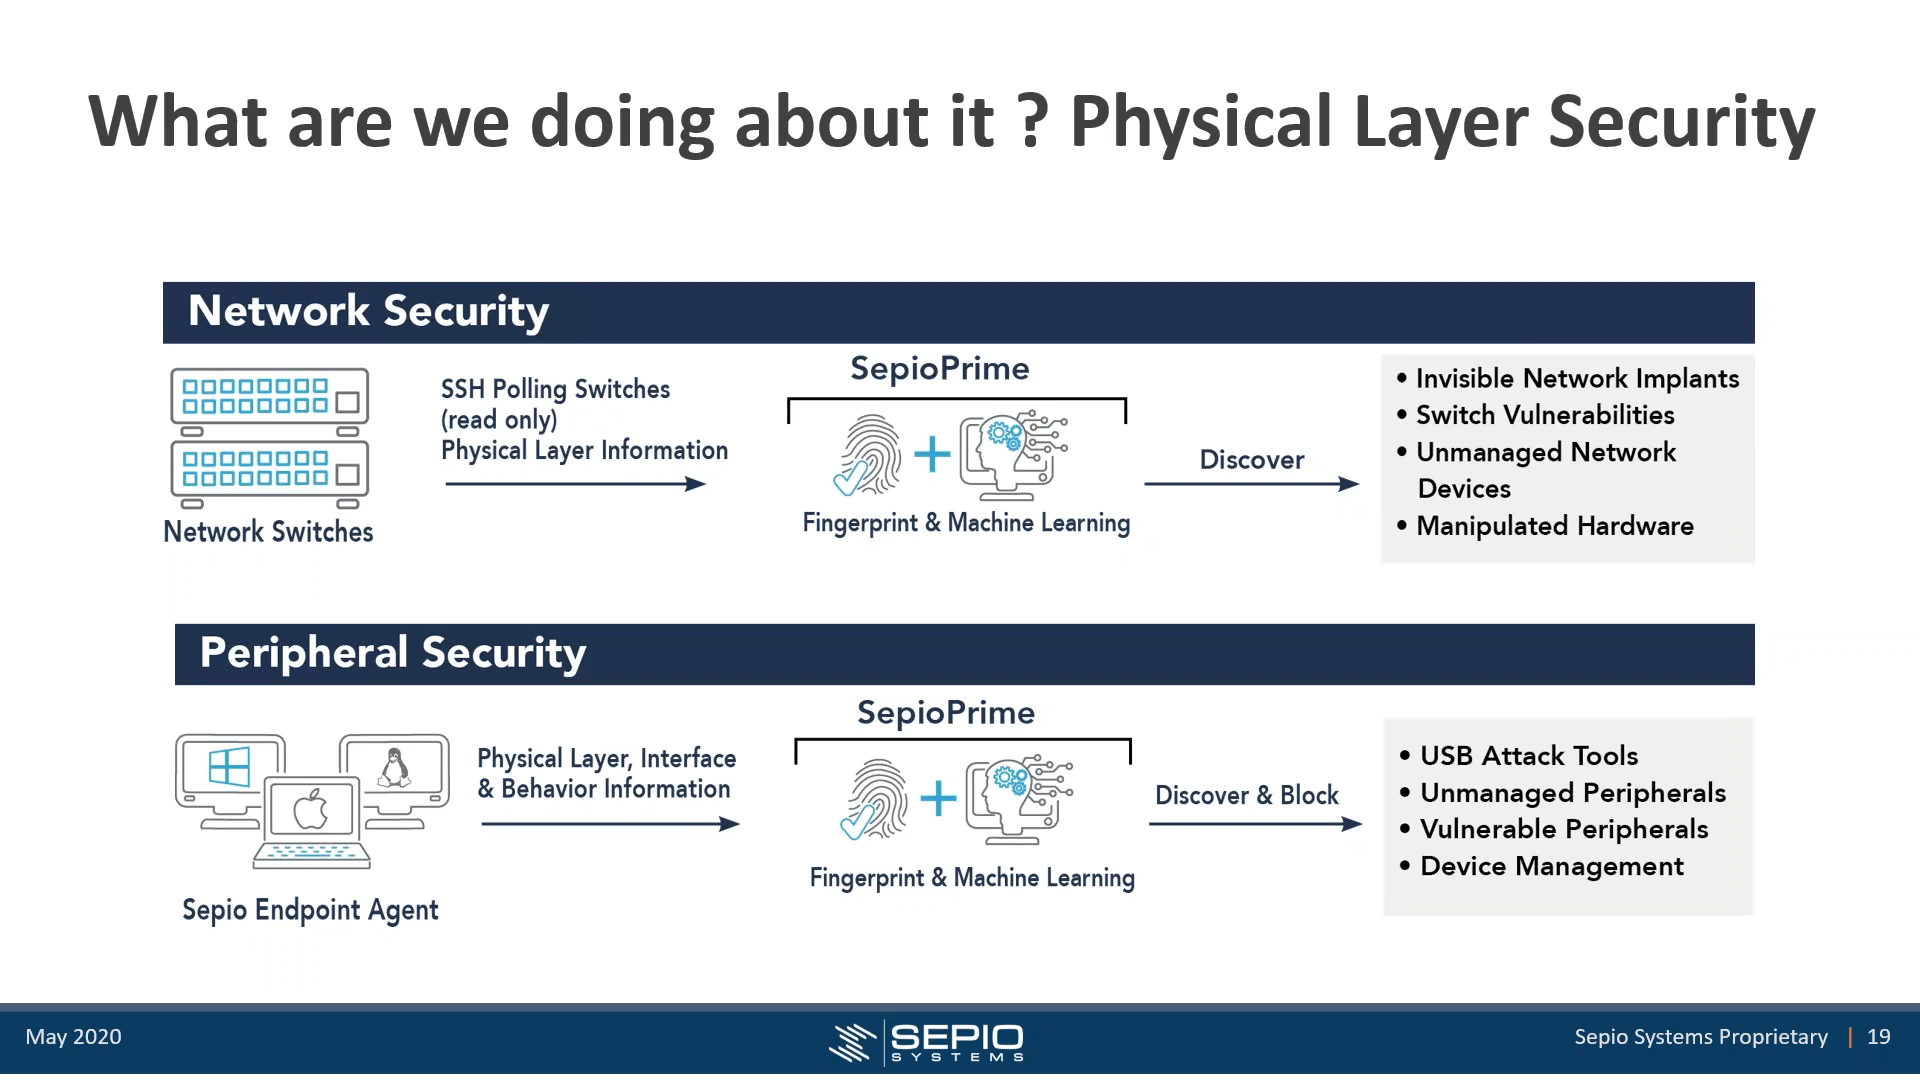 What are we doing about it ? Physical Layer Security
Network Security
Network Switches
SSH Polling Switches
(read only)
Physical Layer Information
SepioPrime
Fingerprint & Machine Learning
Discover
• Invisible Network Implants
• Switch Vulnerabilities
• Unmanaged Network
Devices
• Manipulated Hardware
Peripheral Security
Sepio Endpoint Agent
Physical Layer, Interface
& Behavior Information
SepioPrime
Fingerprint & Machine Learning
Discover & Block
• USB Attack Tools
• Unmanaged Peripherals
• Vulnerable Peripherals
• Device Management
May 2020
SEPIO
SYSTEMS
Sepio Systems Proprietary | 19